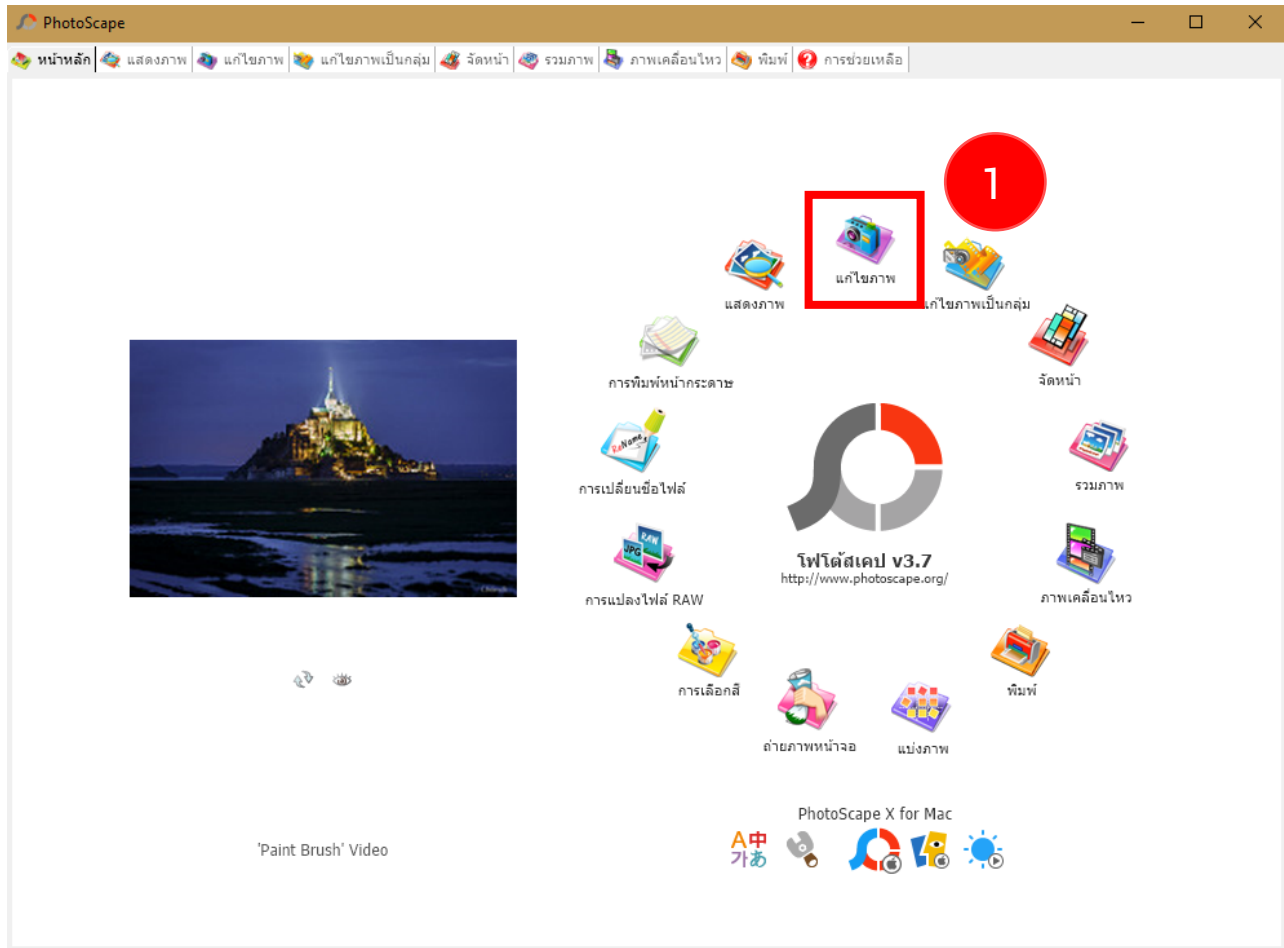 PhotoScape
หน้าหลัก แสดงภาพ แก้ไขภาพ แก้ไขภาพเป็นกลุ่ม จัดหน้า รวมภาพ ภาพเคลื่อนไหว พิมพ์ การช่วยเหลือ
1
แก้ไขภาพ
แสดงภาพ
แก้ไขภาพเป็นกลุ่ม
การพิมพ์หน้ากระดาษ
จัดหน้า
ReName
การเปลี่ยนชื่อไฟล์
รวมภาพ
RAW
JPG
โฟโต้สเคป v3.7
http://www.photoscape.org/
การแปลงไฟล์ RAW
ภาพเคลื่อนไหว
การเลือกสี
พิมพ์
ถ่ายภาพหน้าจอ
แบ่งภาพ
PhotoScape X for Mac
A中
가あ
'Paint Brush' Video